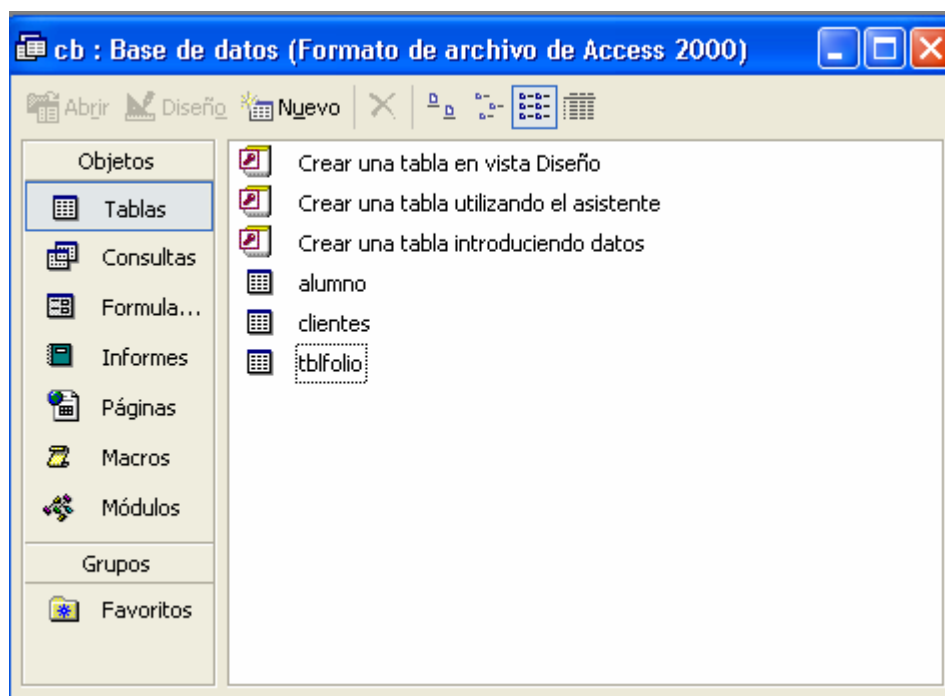 cb : Base de datos (Formato de archivo de Access 2000)
Abrir Diseño Nuevo
Objetos
Tablas
Consultas
Formula...
Informes
Páginas
Macros
Módulos
Grupos
Favoritos
Crear una tabla en vista Diseño
Crear una tabla utilizando el asistente
Crear una tabla introduciendo datos
alumno
clientes
tblfolio